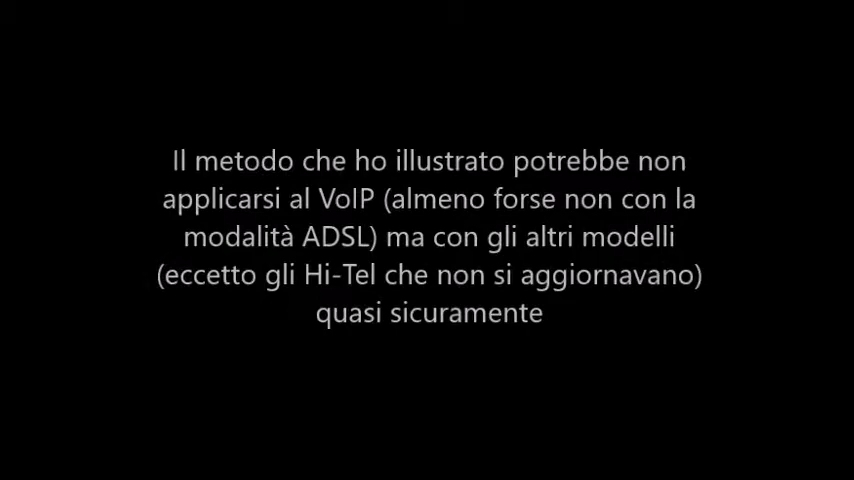 Il metodo che ho illustrato potrebbe non
applicarsi al VoIP (almeno forse non con la
modalità ADSL) ma con gli altri modelli
(eccetto gli Hi-Tel che non si aggiornavano)
quasi sicuramente